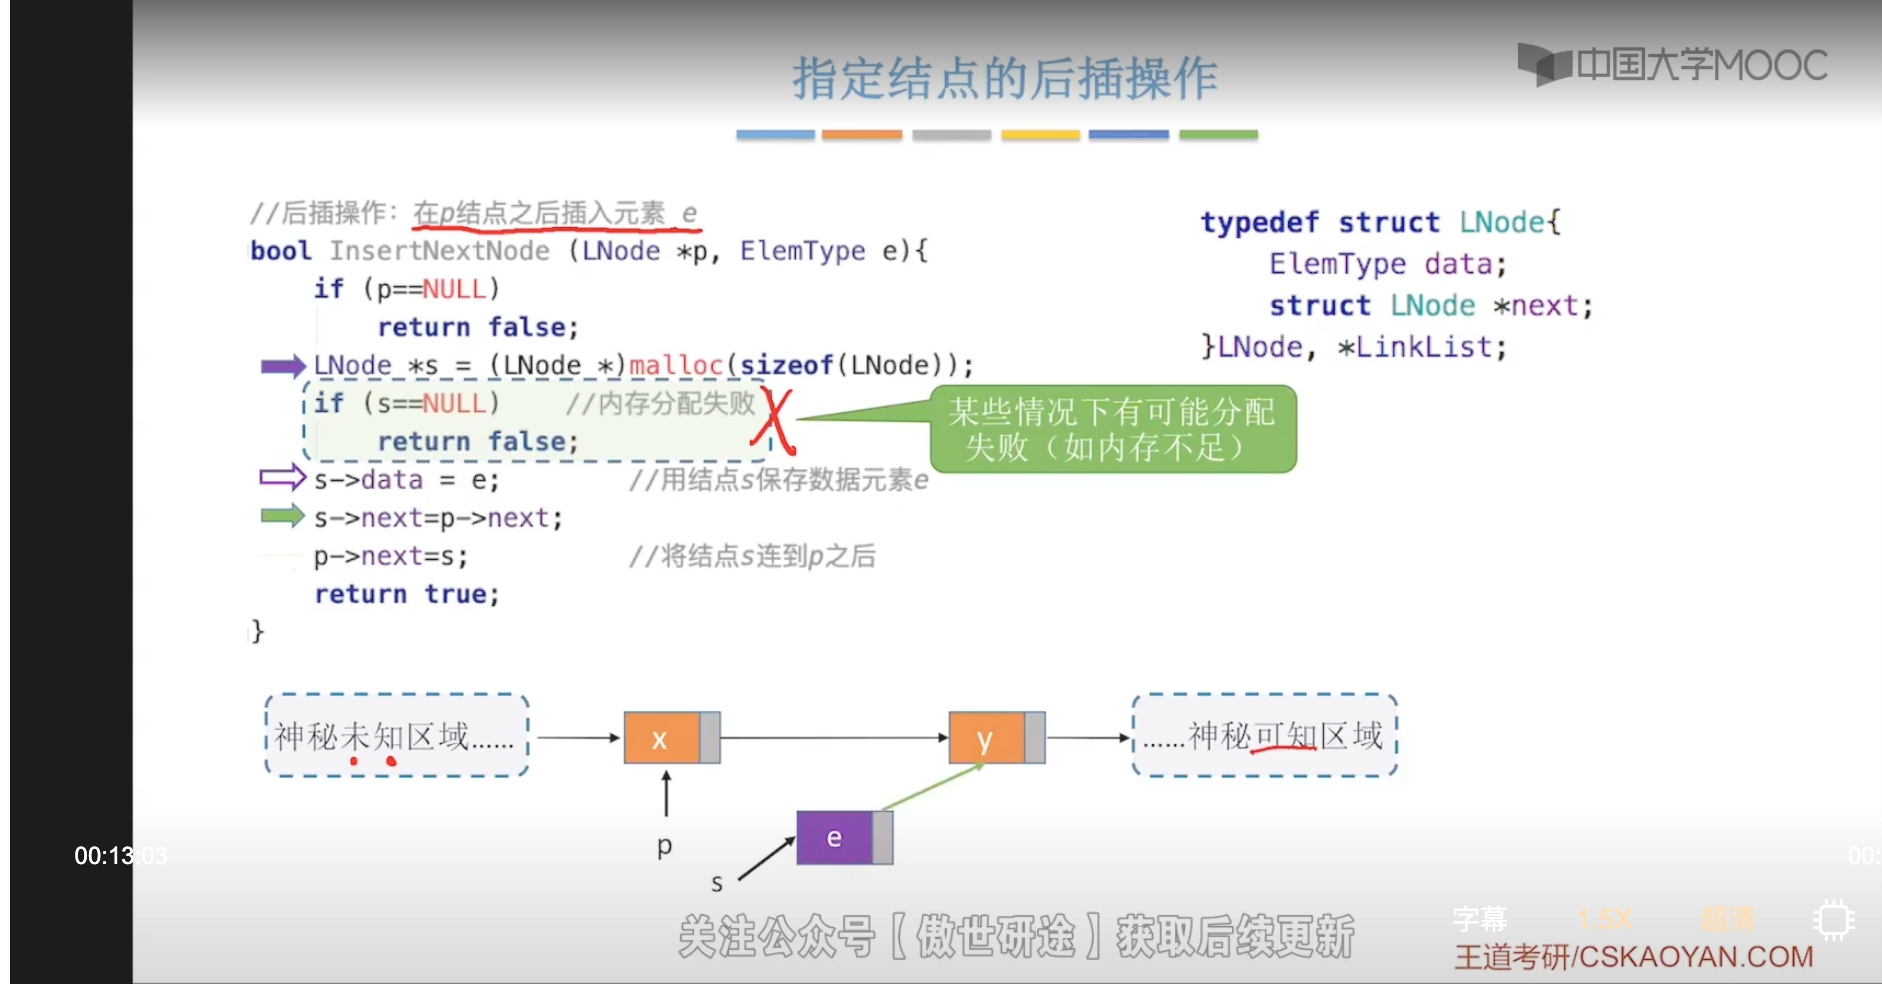 指定结点的后插操作
中国大学MOOC
//后插操作：在p结点之后插入元素 e
bool InsertNextNode (LNode *p, ElemType e){
if (p==NULL)
return false;
LNode *s = (LNode *)malloc(sizeof(LNode));
if (s==NULL) //内存分配失败
return false;
s->data = e; //用结点s保存数据元素e
s->next=p->next;
p->next=s; //将结点s连到p之后
return true;
}
typedef struct LNode{
ElemType data;
struct LNode *next;
}LNode, *LinkList;
某些情况下有可能分配
失败（如内存不足）
神秘未知区域......
x
y
......神秘可知区域
p
e
s
00:13:03
00:
字幕
1.5X
超清
关注公众号【傲世研途】获取后续更新
王道考研/CSKAOYAN.COM